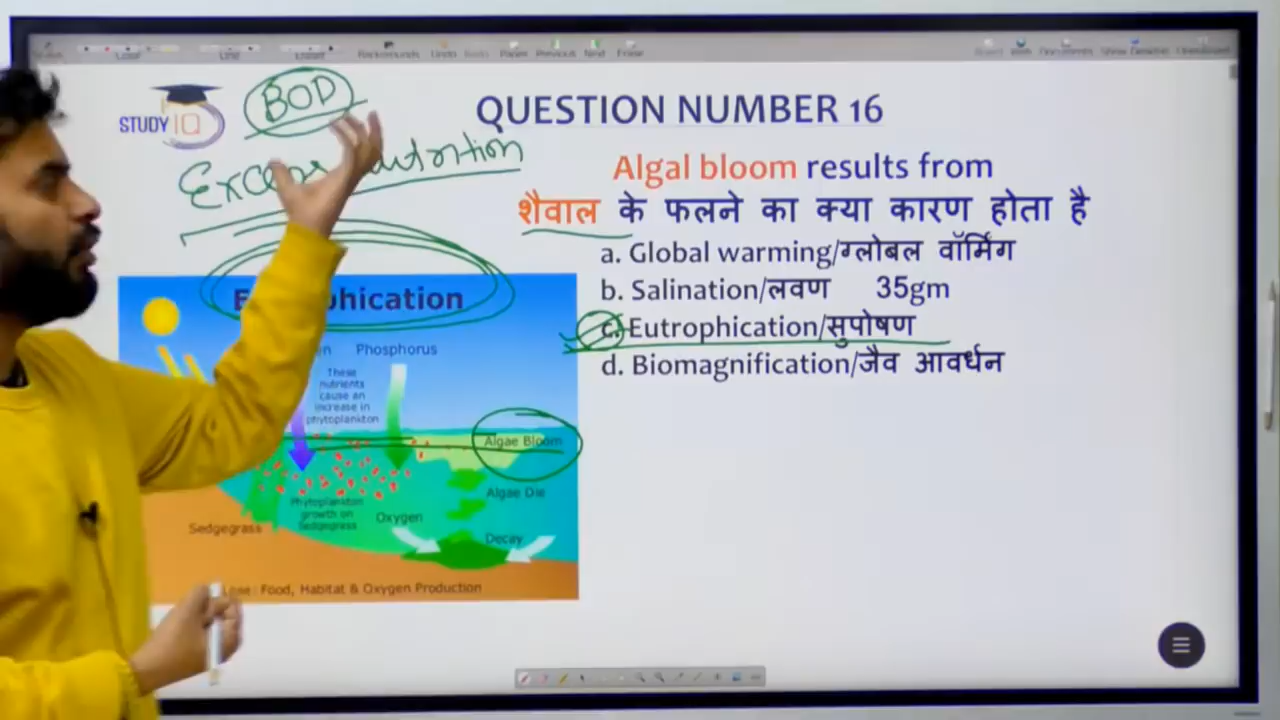 BOD
STUDY IQ
QUESTION NUMBER 16
nutrition
Algal bloom results from
शैवाल के फलने का क्या कारण होता है
a. Global warming/ग्लोबल वॉर्मिंग
b. Salination/लवण 35gm
c. Eutrophication/सुपोषण
d. Biomagnification/जैव आवर्धन
Phosphorus
These
nutrients
cause an
increase in
phytoplankton
Algae Bloom
Algae Die
Phytoplankton
growth on
Sedgegrass
Oxygen
Sedgegrass
Decay
Food, Habitat & Oxygen Production